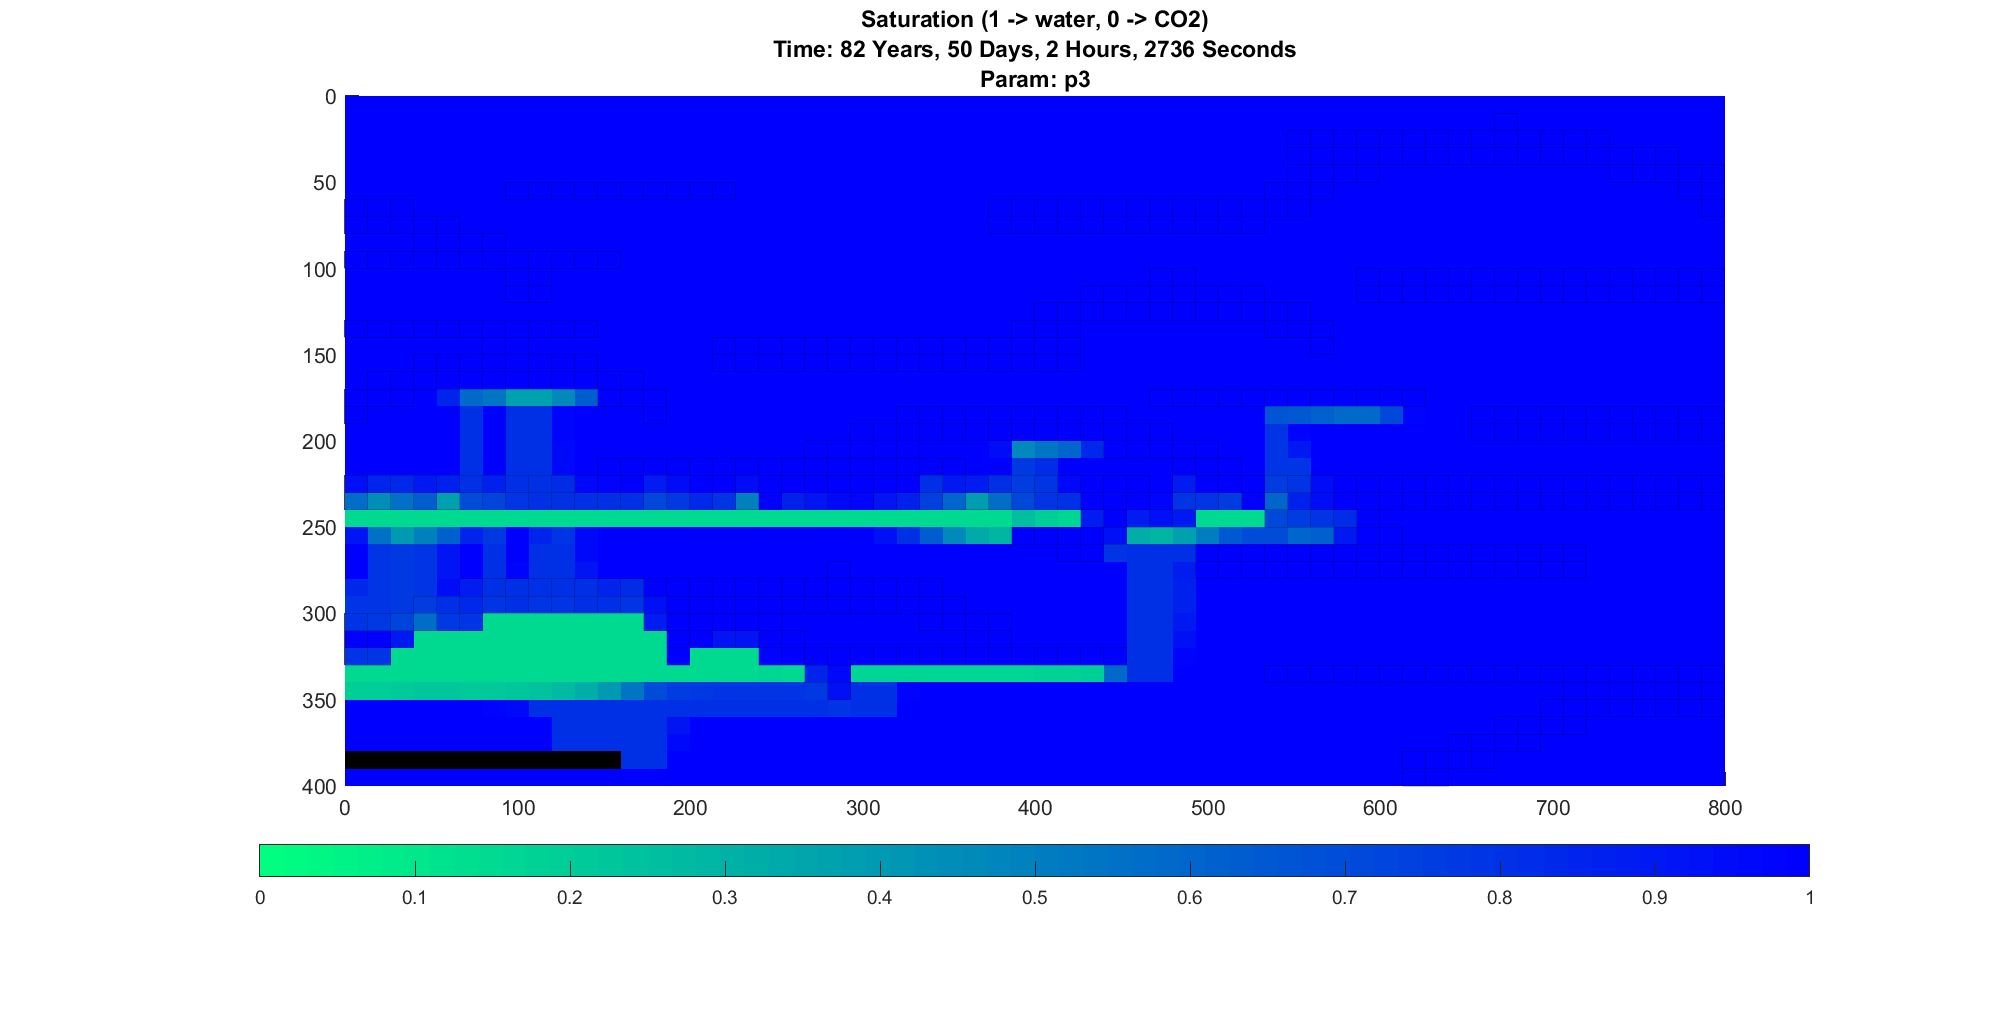 Saturation (1 -> water, 0 -> CO2)
Time: 82 Years, 50 Days, 2 Hours, 2736 Seconds
Param: p3
0
50
100
150
200
250
300
350
400
0 100 200 300 400 500 600 700 800
0 0.1 0.2 0.3 0.4 0.5 0.6 0.7 0.8 0.9 1